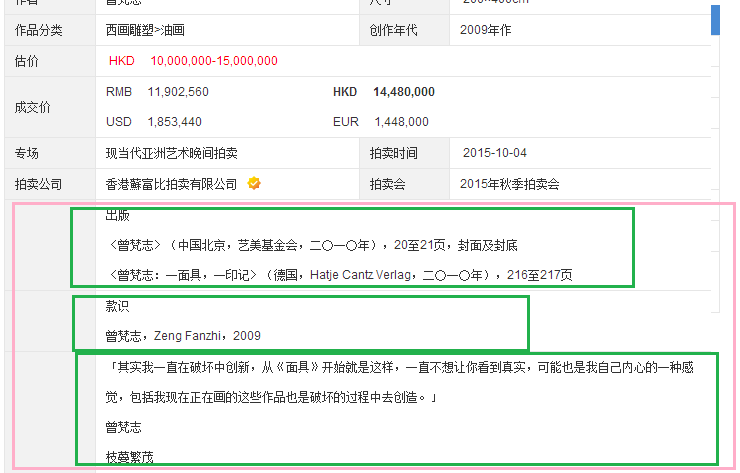 作品分类 西画雕塑>油画 创作年代 2009年作
估价 HKD 10,000,000-15,000,000
成交价 RMB 11,902,560 HKD 14,480,000
USD 1,853,440 EUR 1,448,000
专场 现当代亚洲艺术晚间拍卖 拍卖时间 2015-10-04
拍卖公司 香港蘇富比拍卖有限公司 拍卖会 2015年秋季拍卖会
出版
〈曾梵志〉（中国北京，艺美基金会，二〇一〇年），20至21页，封面及封底
〈曾梵志：一面具，一印记〉（德国，Hatje Cantz Verlag，二〇一〇年），216至217页
款识
曾梵志，Zeng Fanzhi，2009
「其实我一直在破坏中创新，从《面具》开始就是这样，一直不想让你看到真实，可能也是我自己内心的一种感
觉，包括我现在正在画的这些作品也是破坏的过程中去创造。」
曾梵志
枝蔓繁茂